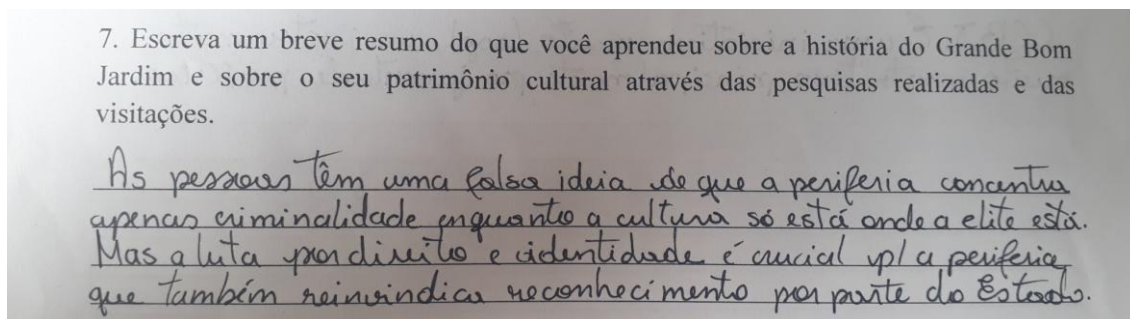 7. Escreva um breve resumo do que você aprendeu sobre a história do Grande Bom
Jardim e sobre o seu patrimônio cultural através das pesquisas realizadas e das
visitações.
As pessoas têm uma falsa ideia de que a periferia concentra
apenas criminalidade enquanto a cultura só está onde a elite está.
Mas a luta por direito e identidade é crucial p/ a periferia
que também reinvindica reconhecimento por parte do Estado.